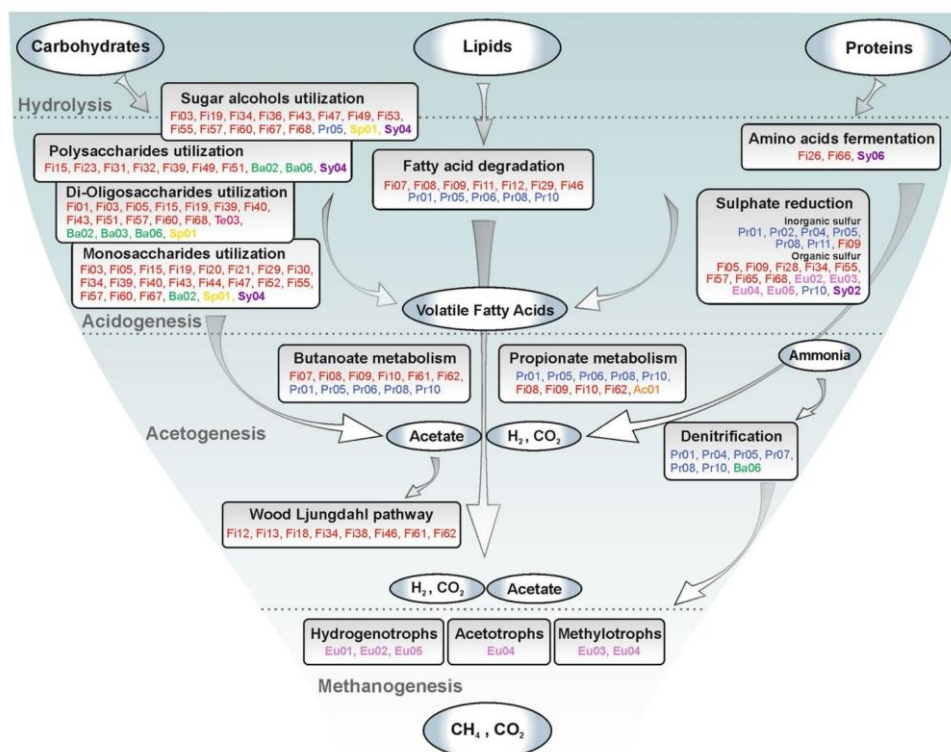 Carbohydrates
Lipids
Proteins
Hydrolysis
Sugar alcohols utilization
Fi03, Fi19, Fi34, Fi36, Fi43, Fi47, Fi49, Fi53,
Fi55, Fi57, Fi60, Fi67, Fi68, Pr05, Sp01, Sy04
Polysaccharides utilization
Fi15, Fi23, Fi31, Fi32, Fi39, Fi49, Fi51, Ba02, Ba06, Sy04
Di-Oligosaccharides utilization
Fi01, Fi03, Fi05, Fi15, Fi19, Fi39, Fi40,
Fi43, Fi51, Fi57, Fi60, Fi68, Te03,
Ba02, Ba03, Ba06, Sp01
Monosaccharides utilization
Fi03, Fi05, Fi15, Fi19, Fi20, Fi21, Fi29, Fi30,
Fi34, Fi39, Fi40, Fi43, Fi44, Fi47, Fi52, Fi55,
Fi57, Fi60, Fi67, Ba02, Sp01, Sy04
Fatty acid degradation
Fi07, Fi08, Fi09, Fi11, Fi12, Fi29, Fi46
Pr01, Pr05, Pr06, Pr08, Pr10
Amino acids fermentation
Fi26, Fi66, Sy06
Sulphate reduction
Inorganic sulfur
Pr01, Pr02, Pr04, Pr05,
Pr08, Pr11, Fi09
Organic sulfur
Fi05, Fi09, Fi28, Fi34, Fi55,
Fi57, Fi65, Fi68, Eu02, Eu03,
Eu04, Eu05, Pr10, Sy02
Volatile Fatty Acids
Acidogenesis
Butanoate metabolism
Fi07, Fi08, Fi09, Fi10, Fi61, Fi62,
Pr01, Pr05, Pr06, Pr08, Pr10
Propionate metabolism
Pr01, Pr05, Pr06, Pr08, Pr10,
Fi08, Fi09, Fi10, Fi62, Ac01
Ammonia
Acetogenesis
Acetate
H2, CO2
Denitrification
Pr01, Pr04, Pr05, Pr07,
Pr08, Pr10, Ba06
Wood Ljungdahl pathway
Fi12, Fi13, Fi18, Fi34, Fi38, Fi46, Fi61, Fi62
H2, CO2
Acetate
Hydrogenotrophs
Eu01, Eu02, Eu05
Acetotrophs
Eu04
Methylotrophs
Eu03, Eu04
Methanogenesis
CH4, CO2